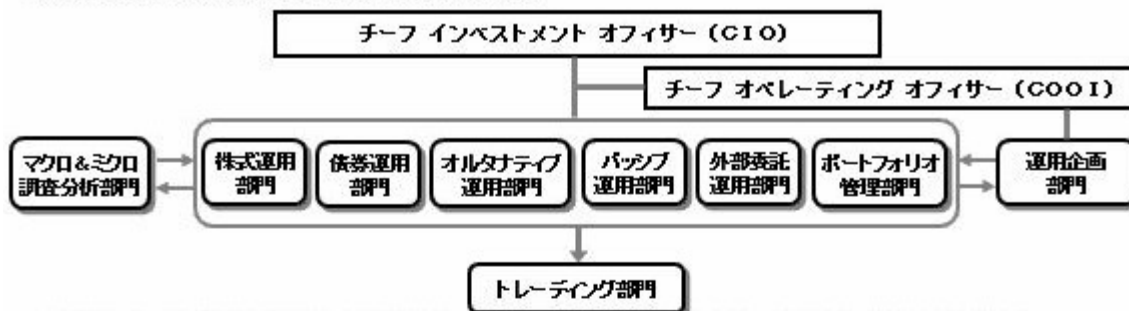 チーフ インベストメント オフィサー（CIO）
チーフ オペレーティング オフィサー（COOI）
マクロ&ミクロ
調査分析部門
株式運用
部門
債券運用
部門
オルタナティブ
運用部門
パッシブ
運用部門
外部委託
運用部門
ポートフォリオ
管理部門
運用企画
部門
トレーディング部門